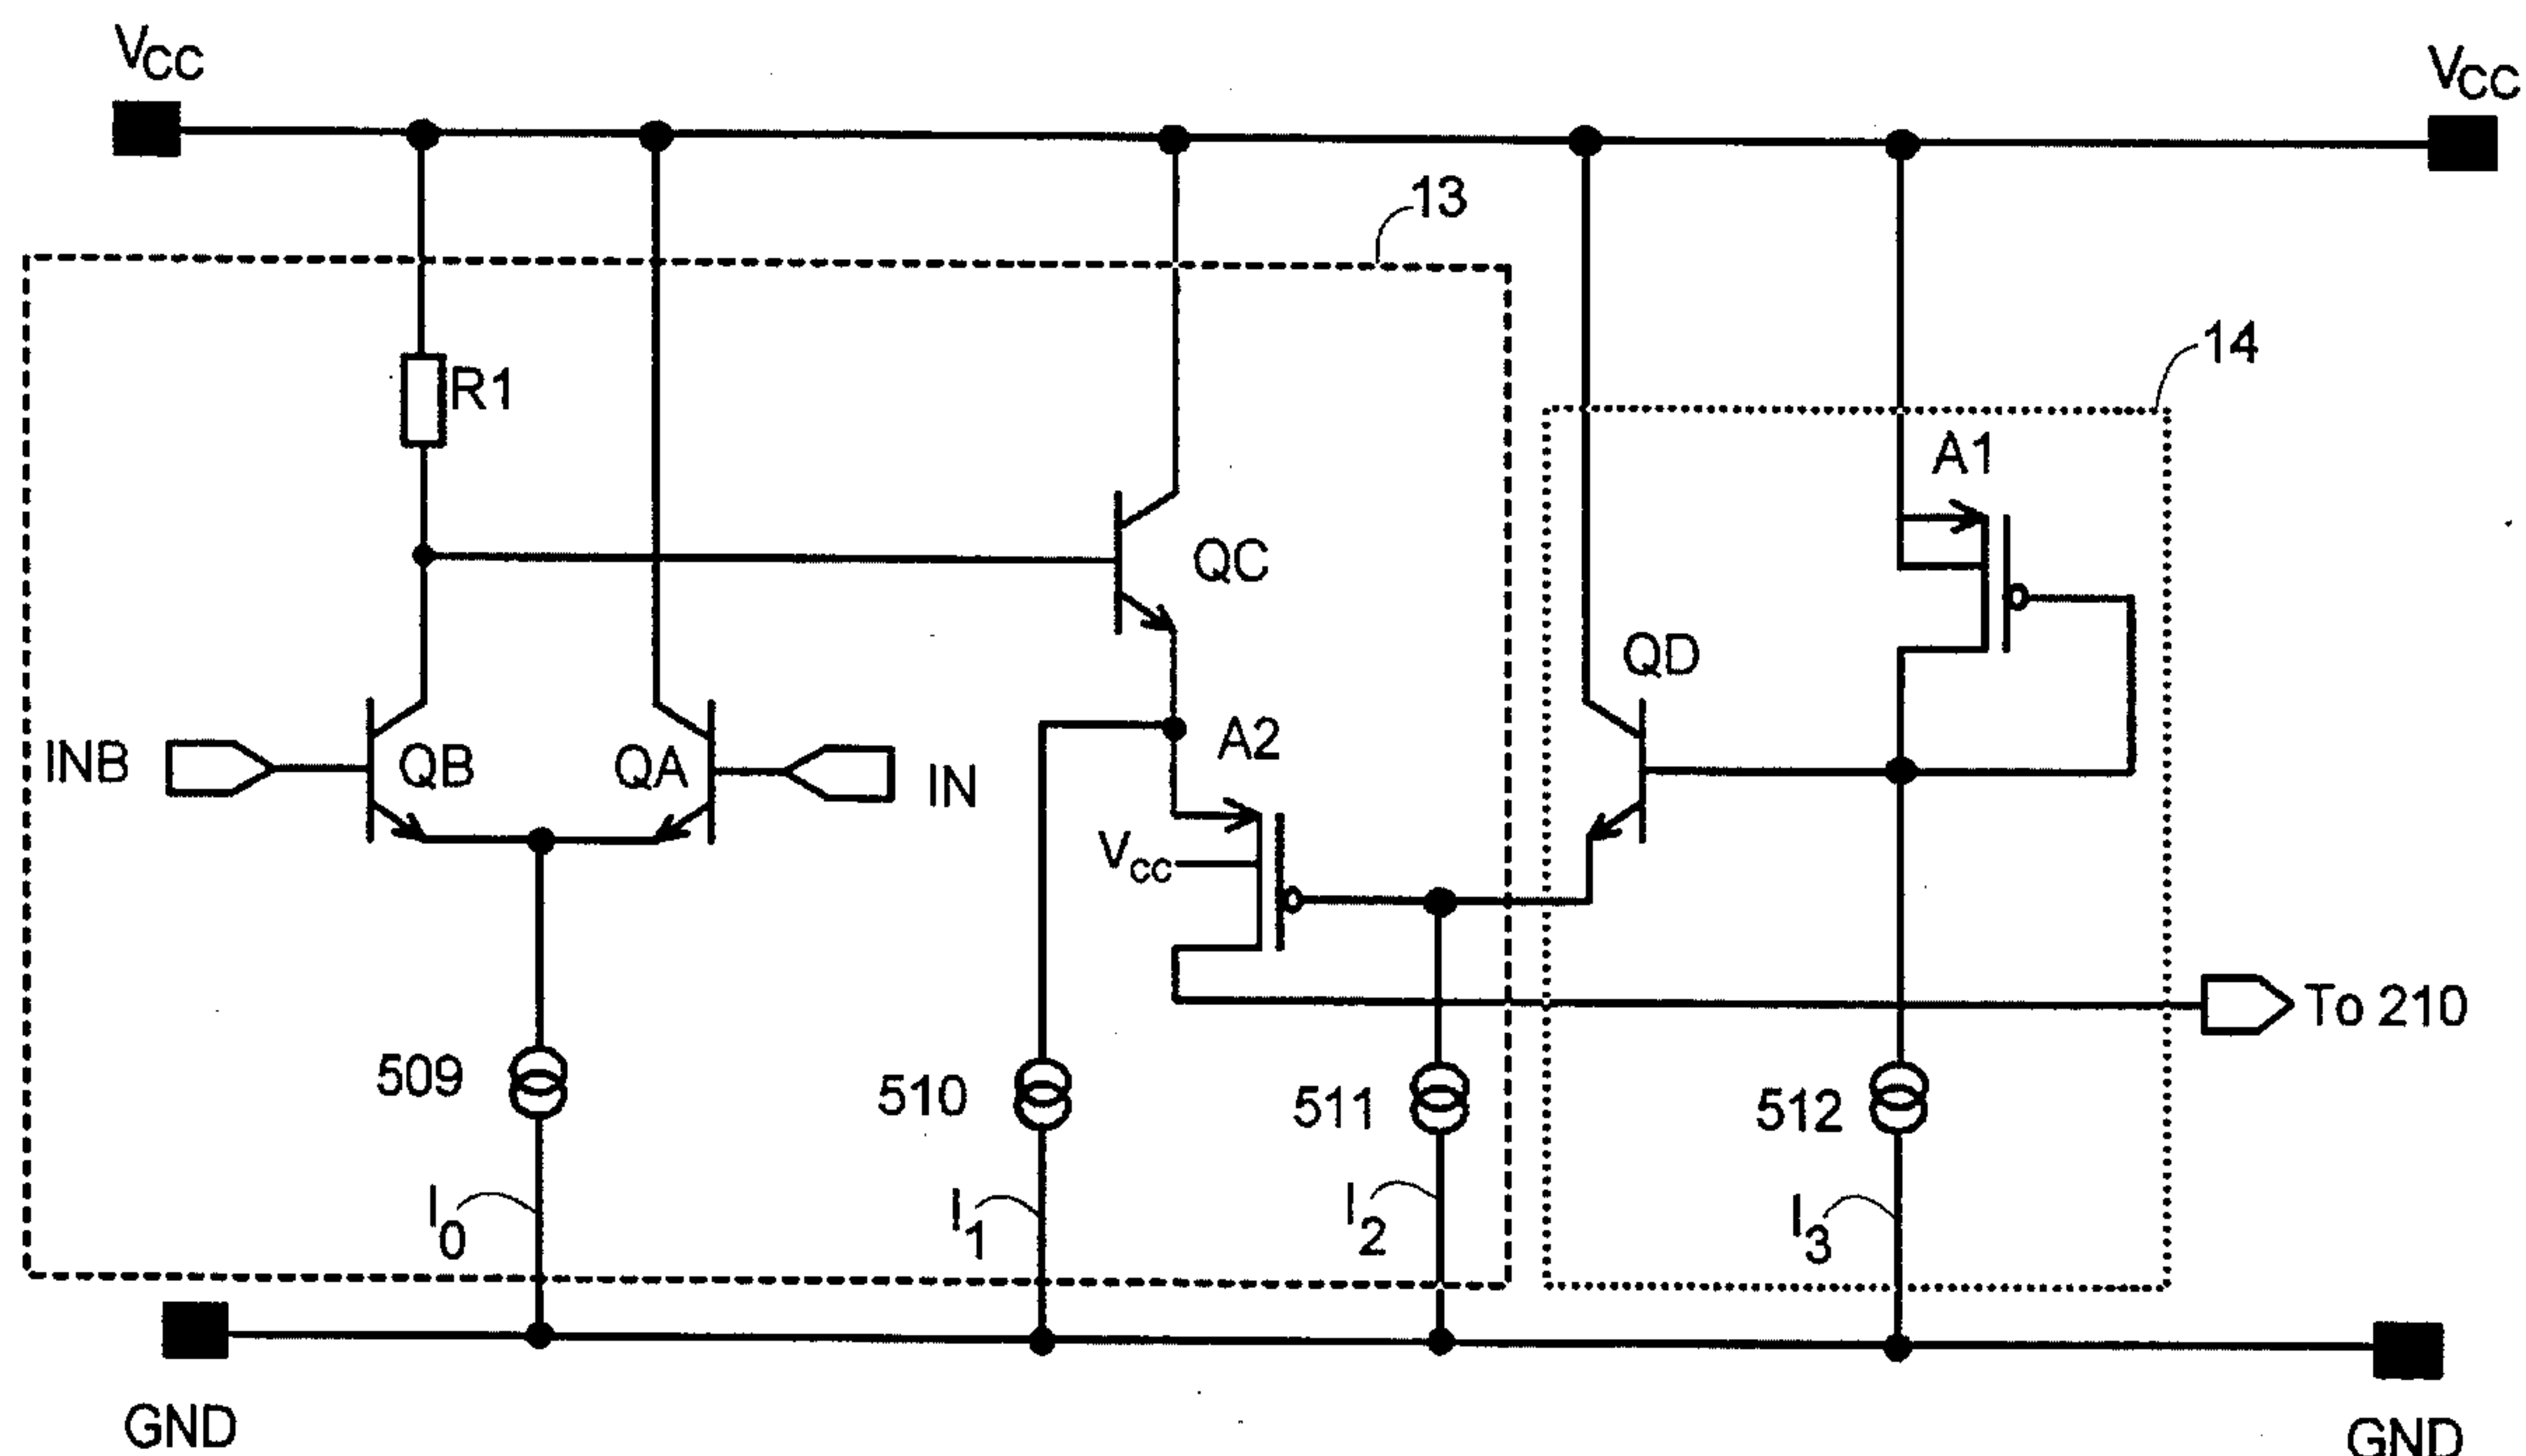 VCC
VCC
13
14
R1
A1
QC
QD
A2
INB
QB
QA
IN
VCC
To 210
509
510
511
512
I0
I1
I2
I3
GND
GND